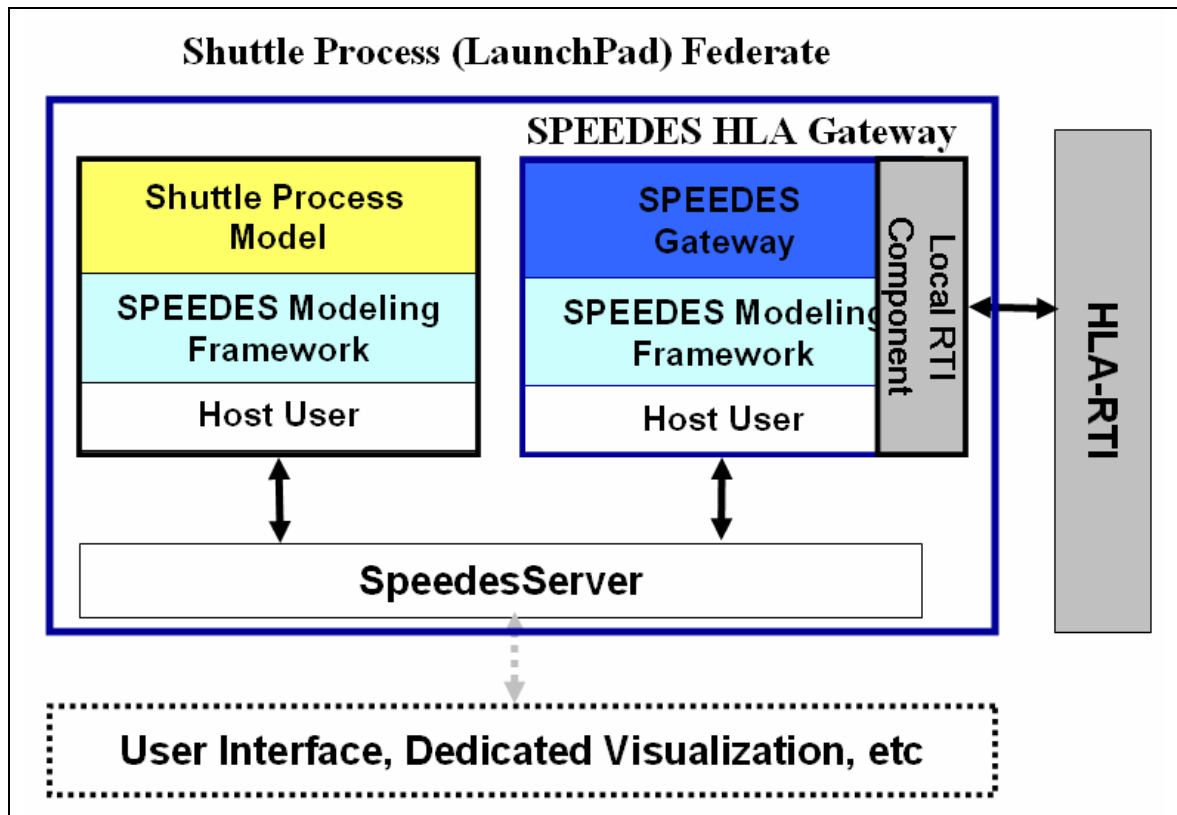 Shuttle Process (LaunchPad) Federate
SPEEDES HLA Gateway
Shuttle Process
Model
SPEEDES Modeling
Framework
Host User
SPEEDES
Gateway
SPEEDES Modeling
Framework
Host User
Local RTI
Component
HLA-RTI
SpeedesServer
User Interface, Dedicated Visualization, etc